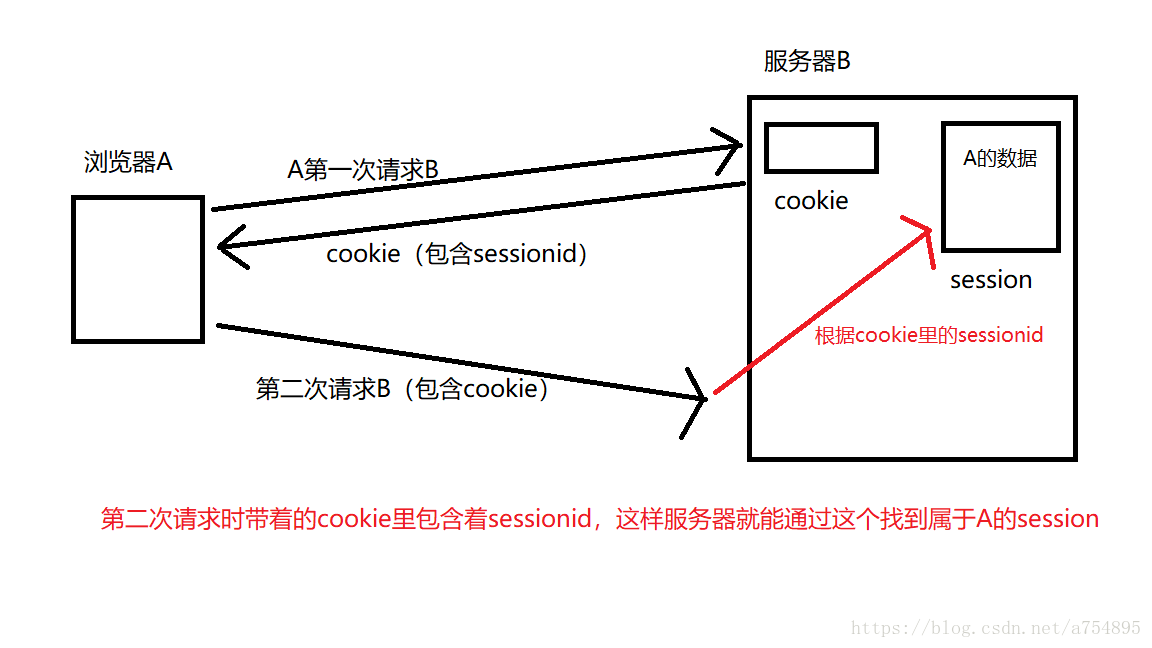 服务器B
浏览器A
A第一次请求B
A的数据
cookie
cookie（包含sessionid）
session
根据cookie里的sessionid
第二次请求B（包含cookie）
第二次请求时带着的cookie里包含着sessionid，这样服务器就能通过这个找到属于A的session
https://blog.csdn.net/a754895